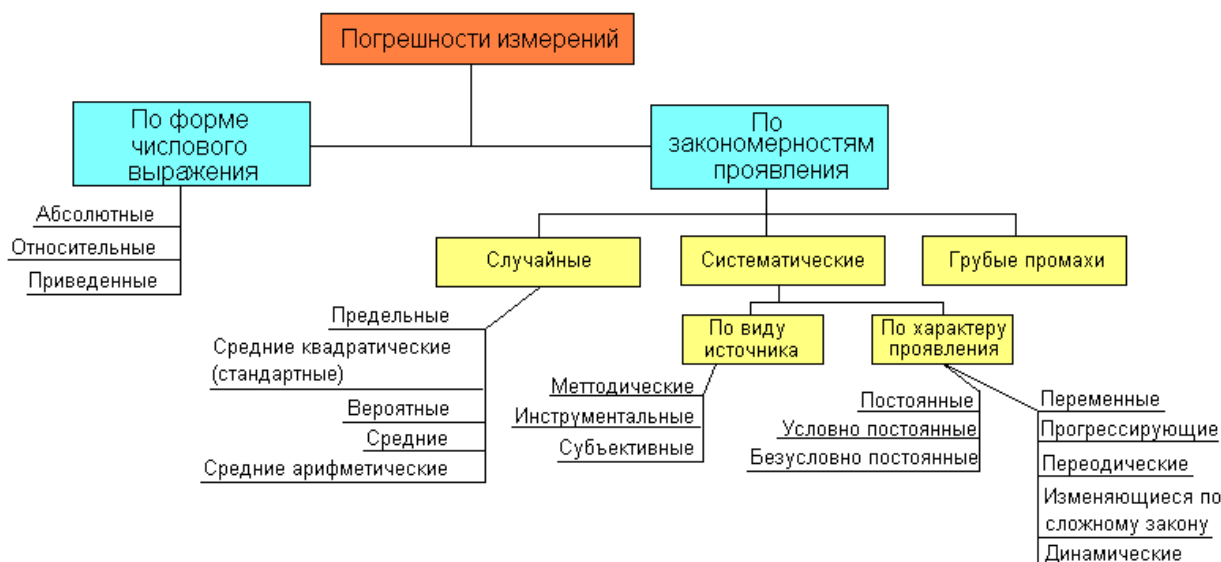 Погрешности измерений
По форме
числового
выражения
Абсолютные
Относительные
Приведенные
По
закономерностям
проявления
Случайные
Предельные
Средние квадратические
(стандартные)
Вероятные
Средние
Средние арифметические
Систематические
По виду
источника
Меттодические
Инструментальные
Субъективные
По характеру
проявления
Постоянные
Условно постоянные
Безусловно постоянные
Переменные
Прогрессирующие
Переодические
Изменяющиеся по
сложному закону
Динамические
Грубые промахи